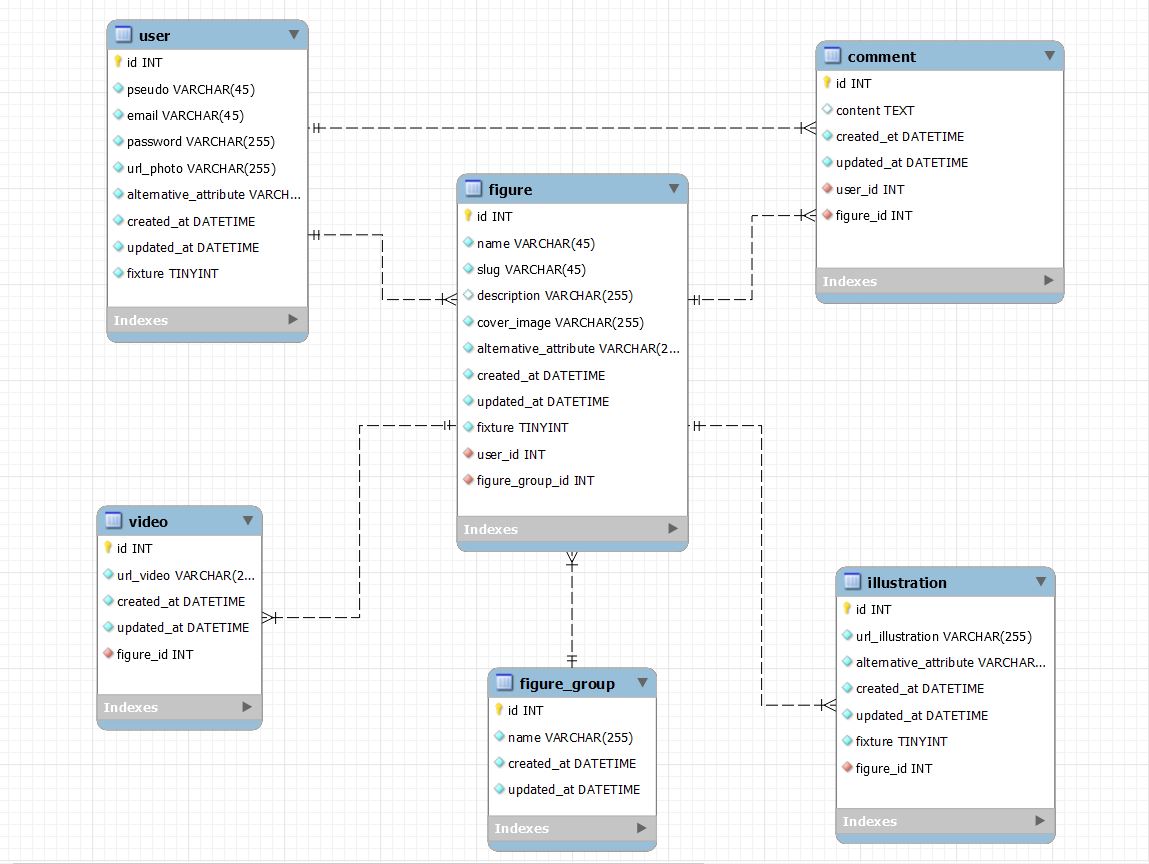 user
id INT
pseudo VARCHAR(45)
email VARCHAR(45)
password VARCHAR(255)
url_photo VARCHAR(255)
alternative_attribute VARCH...
created_at DATETIME
updated_at DATETIME
fixture TINYINT
Indexes
comment
id INT
content TEXT
created_et DATETIME
updated_at DATETIME
user_id INT
figure_id INT
Indexes
figure
id INT
name VARCHAR(45)
slug VARCHAR(45)
description VARCHAR(255)
cover_image VARCHAR(255)
alternative_attribute VARCHAR(2...
created_at DATETIME
updated_at DATETIME
fixture TINYINT
user_id INT
figure_group_id INT
Indexes
video
id INT
url_video VARCHAR(2...
created_at DATETIME
updated_at DATETIME
figure_id INT
Indexes
figure_group
id INT
name VARCHAR(255)
created_at DATETIME
updated_at DATETIME
Indexes
illustration
id INT
url_illustration VARCHAR(255)
alternative_attribute VARCHAR...
created_at DATETIME
updated_at DATETIME
fixture TINYINT
figure_id INT
Indexes